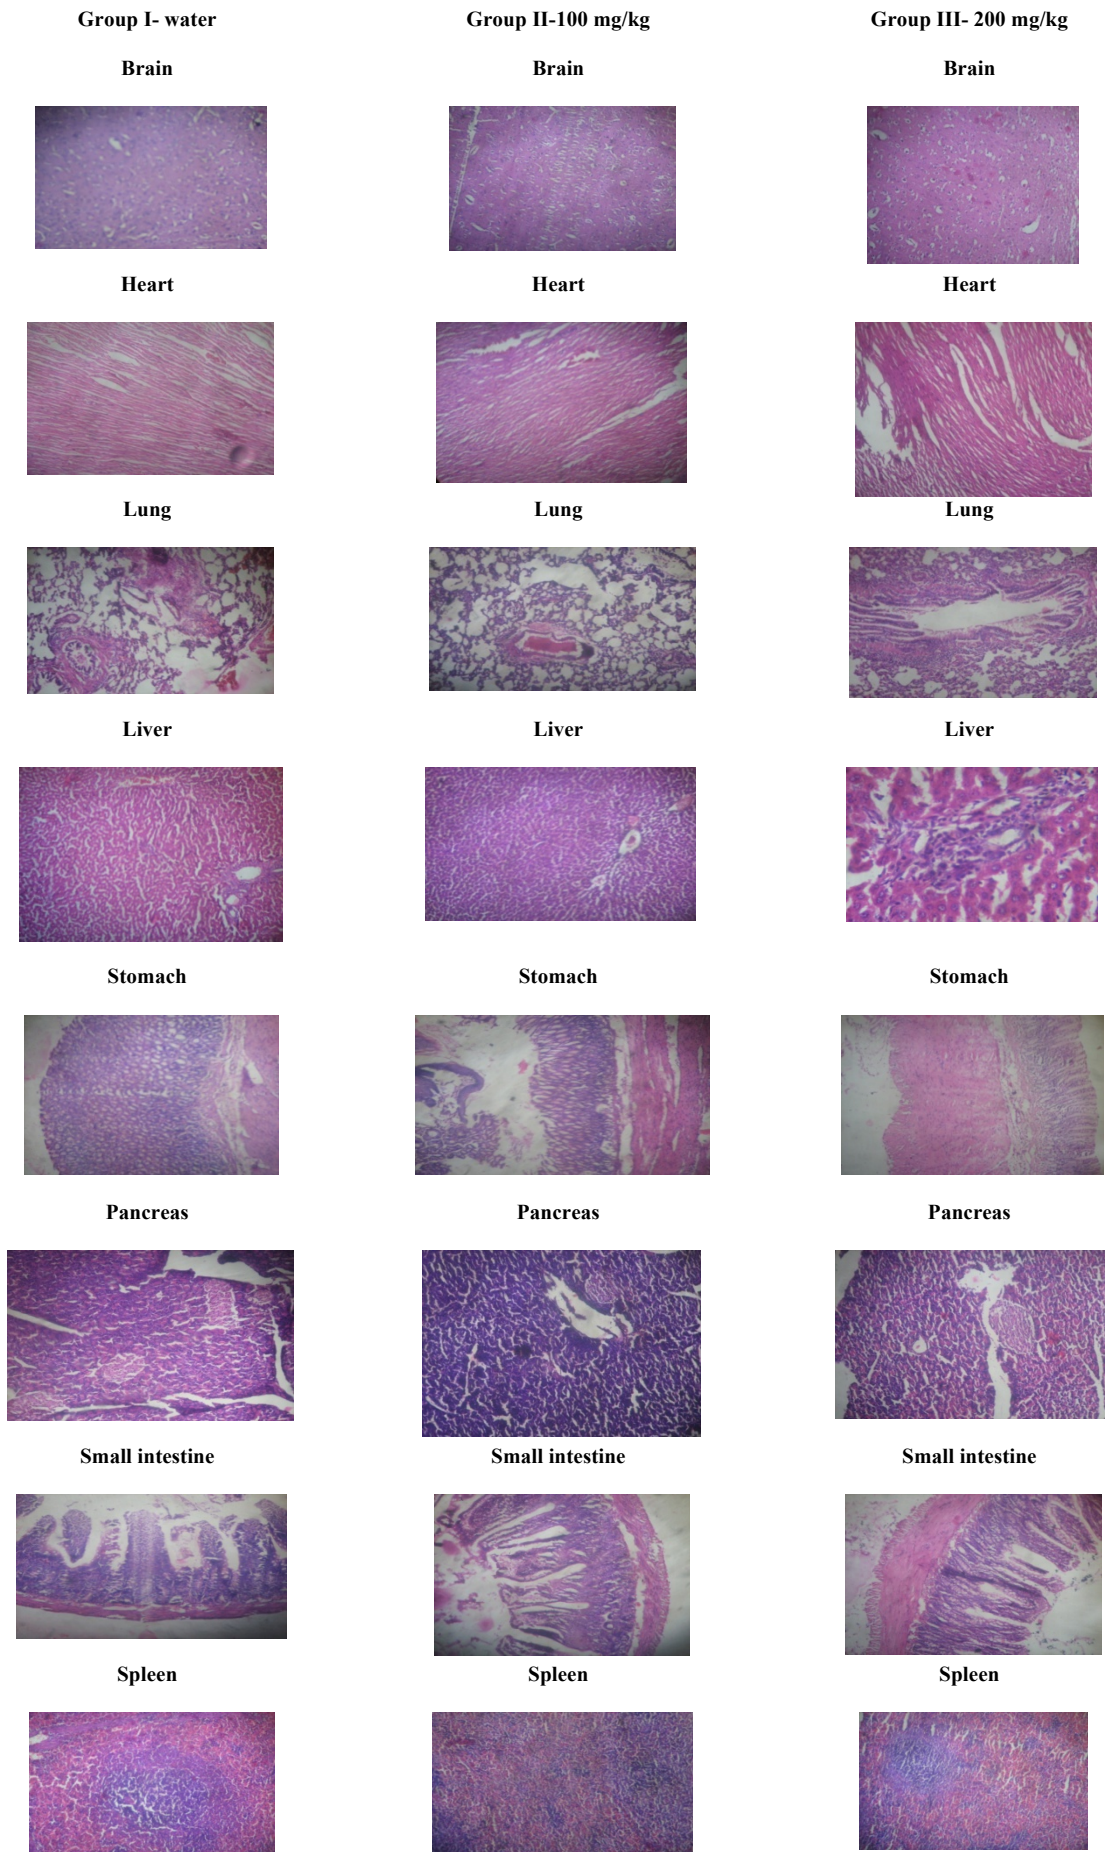 Group I- water Group II-100 mg/kg Group III- 200 mg/kg
Brain Brain Brain
Heart Heart Heart
Lung Lung Lung
Liver Liver Liver
Stomach Stomach Stomach
Pancreas Pancreas Pancreas
Small intestine Small intestine Small intestine
Spleen Spleen Spleen